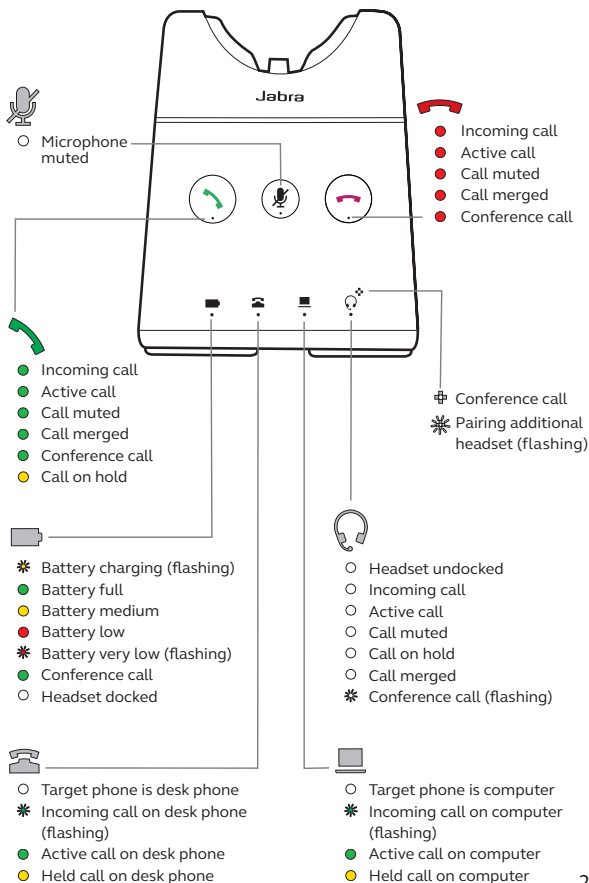 Jabra
Microphone
muted
Incoming call
Active call
Call muted
Call merged
Conference call
Incoming call
Active call
Call muted
Call merged
Conference call
Call on hold
Conference call
Pairing additional
headset (flashing)
Battery charging (flashing)
Battery full
Battery medium
Battery low
Battery very low (flashing)
Conference call
Headset docked
Headset undocked
Incoming call
Active call
Call muted
Call on hold
Call merged
Conference call (flashing)
Target phone is desk phone
Incoming call on desk phone
(flashing)
Active call on desk phone
Held call on desk phone
Target phone is computer
Incoming call on computer
(flashing)
Active call on computer
Held call on computer